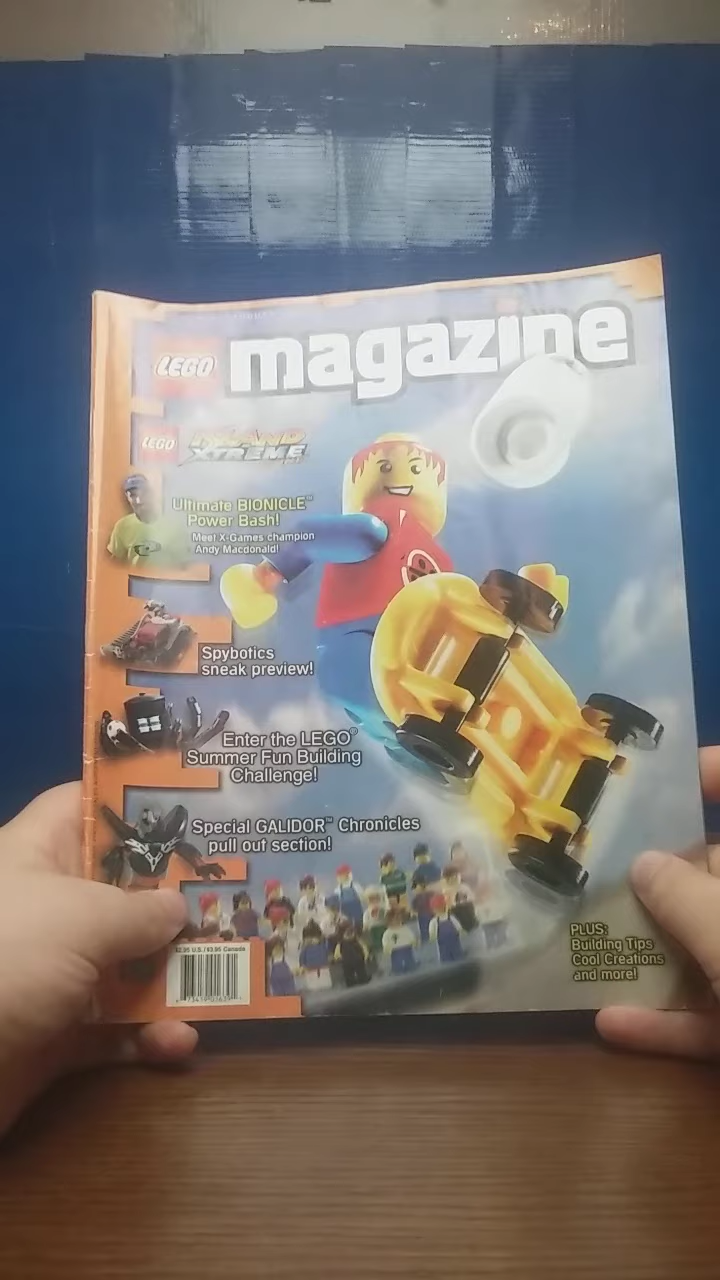 LEGO magazine
LEGO ISLAND
XTREME
Ultimate BIONICLE™
Power Bash!
Meet X-Games champion
Andy Macdonald!
Spybotics
sneak preview!
Enter the LEGO®
Summer Fun Building
Challenge!
Special GALIDOR™ Chronicles
pull out section!
PLUS:
Building Tips
Cool Creations
and more!